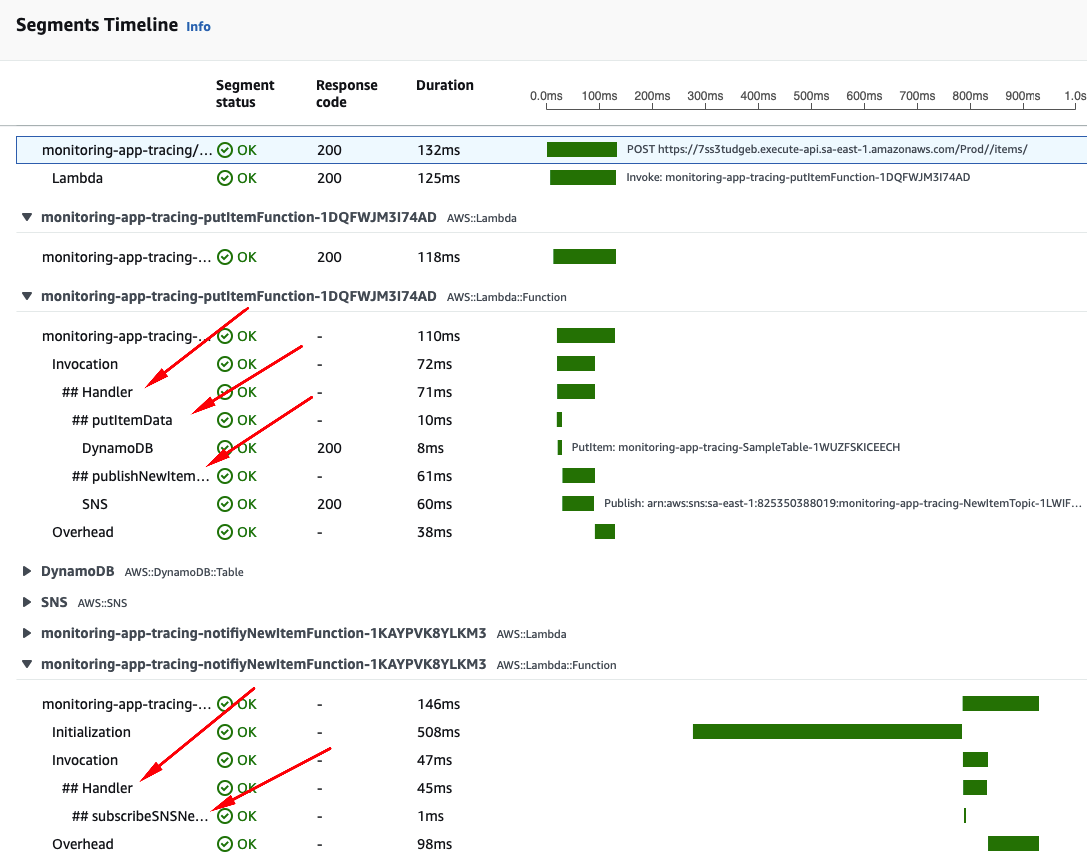 Segments Timeline Info
Segment status Response code Duration 0.0ms 100ms 200ms 300ms 400ms 500ms 600ms 700ms 800ms 900ms 1.0s
monitoring-app-tracing/... OK 200 132ms POST https://7ss3tudgeb.execute-api.sa-east-1.amazonaws.com/Prod//items/
Lambda OK 200 125ms Invoke: monitoring-app-tracing-putItemFunction-1DQFWJM3I74AD
monitoring-app-tracing-putItemFunction-1DQFWJM3I74AD AWS::Lambda
monitoring-app-tracing-... OK 200 118ms
monitoring-app-tracing-putItemFunction-1DQFWJM3I74AD AWS::Lambda::Function
monitoring-app-tracing-... OK - 110ms
Invocation OK - 72ms
## Handler OK - 71ms
## putItemData OK - 10ms
DynamoDB OK 200 8ms PutItem: monitoring-app-tracing-SampleTable-1WUZFSKICEECH
## publishNewItem... OK - 61ms
SNS OK 200 60ms Publish: arn:aws:sns:sa-east-1:825350388019:monitoring-app-tracing-NewItemTopic-1LWIF...
Overhead OK - 38ms
DynamoDB AWS::DynamoDB::Table
SNS AWS::SNS
monitoring-app-tracing-notifiyNewItemFunction-1KAYPVK8YLKM3 AWS::Lambda
monitoring-app-tracing-notifiyNewItemFunction-1KAYPVK8YLKM3 AWS::Lambda::Function
monitoring-app-tracing-... OK - 146ms
Initialization OK - 508ms
Invocation OK - 47ms
## Handler OK - 45ms
## subscribeSNSNe... OK - 1ms
Overhead OK - 98ms